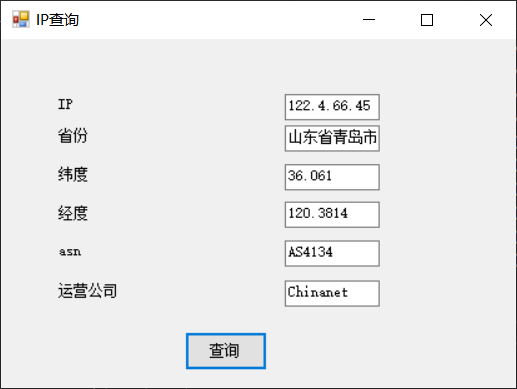 IP查询
IP 122.4.66.45
省份 山东省青岛市
纬度 36.061
经度 120.3814
asn AS4134
运营公司 Chinanet
查询